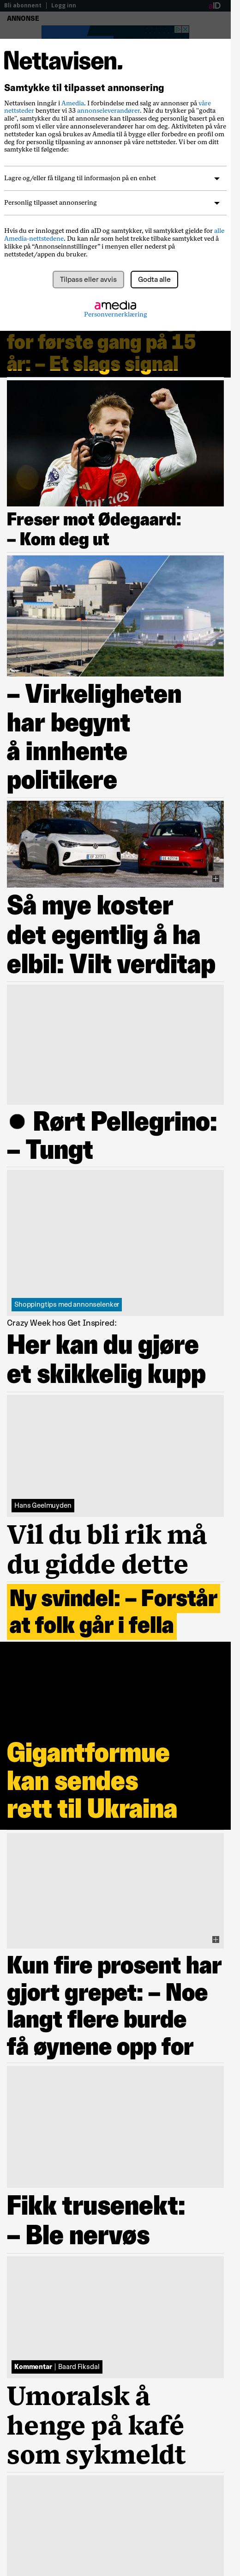 Bli abonnent | Logg inn
ANNONSE
Nettavisen.
Samtykke til tilpasset annonsering
Nettavisen inngår i Amedia. I forbindelse med salg av annonser på våre
nettsteder benytter vi 33 annonseleverandører. Når du trykker på "godta
alle", samtykker du til at annonsene kan tilpasses deg personlig basert på en
profil som vi eller våre annonseleverandører har om deg. Aktiviteten på våre
nettsteder kan også brukes av Amedia til å bygge eller forbedre en profil om
deg for personlig tilpasning av annonser på våre nettsteder. Vi ber om ditt
samtykke til følgende:
Lagre og/eller få tilgang til informasjon på en enhet
Personlig tilpasset annonsering
Hvis du er innlogget med din aID og samtykker, vil samtykket gjelde for alle
Amedia-nettstedene. Du kan når som helst trekke tilbake samtykket ved å
klikke på “Annonseinnstillinger” i menyen eller nederst på
nettstedet/appen du bruker.
Tilpass eller avvis
Godta alle
amedia
Personvernerklæring
for første gang på 15
år: – Et slags signal
Freser mot Ødegaard:
– Kom deg ut
– Virkeligheten
har begynt
å innhente
politikere
Så mye koster
det egentlig å ha
elbil: Vilt verditap
● Rørt Pellegrino:
– Tungt
Shoppingtips med annonselenker
Crazy Week hos Get Inspired:
Her kan du gjøre
et skikkelig kupp
Hans Geelmuyden
Vil du bli rik må
du gidde dette
Ny svindel: – Forstår
at folk går i fella
Gigantformue
kan sendes
rett til Ukraina
Kun fire prosent har
gjort grepet: – Noe
langt flere burde
få øynene opp for
Fikk trusenekt:
– Ble nervøs
Kommentar | Baard Fiksdal
Umoralsk å
henge på kafé
som sykmeldt